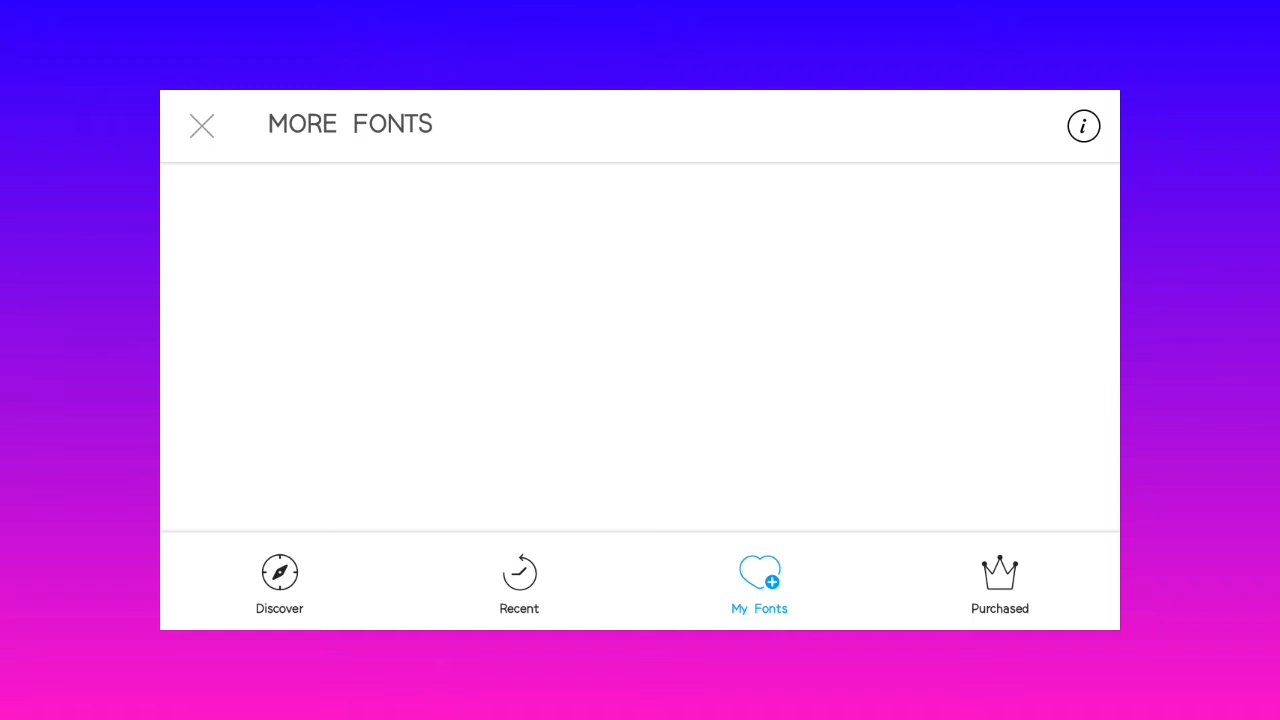 MORE FONTS
Discover
Recent
My Fonts
Purchased